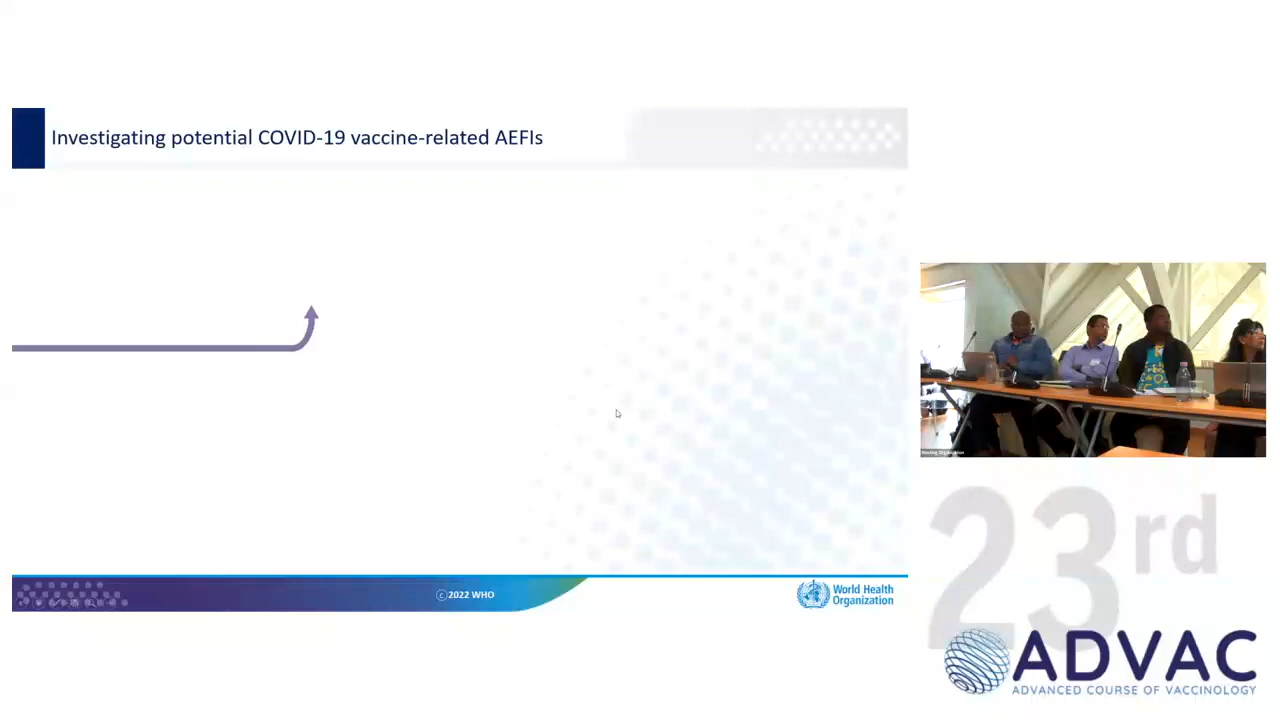 Investigating potential COVID-19 vaccine-related AEFIs
©2022 WHO
World Health
Organization
23rd
ADVAC
ADVANCED COURSE OF VACCINOLOGY